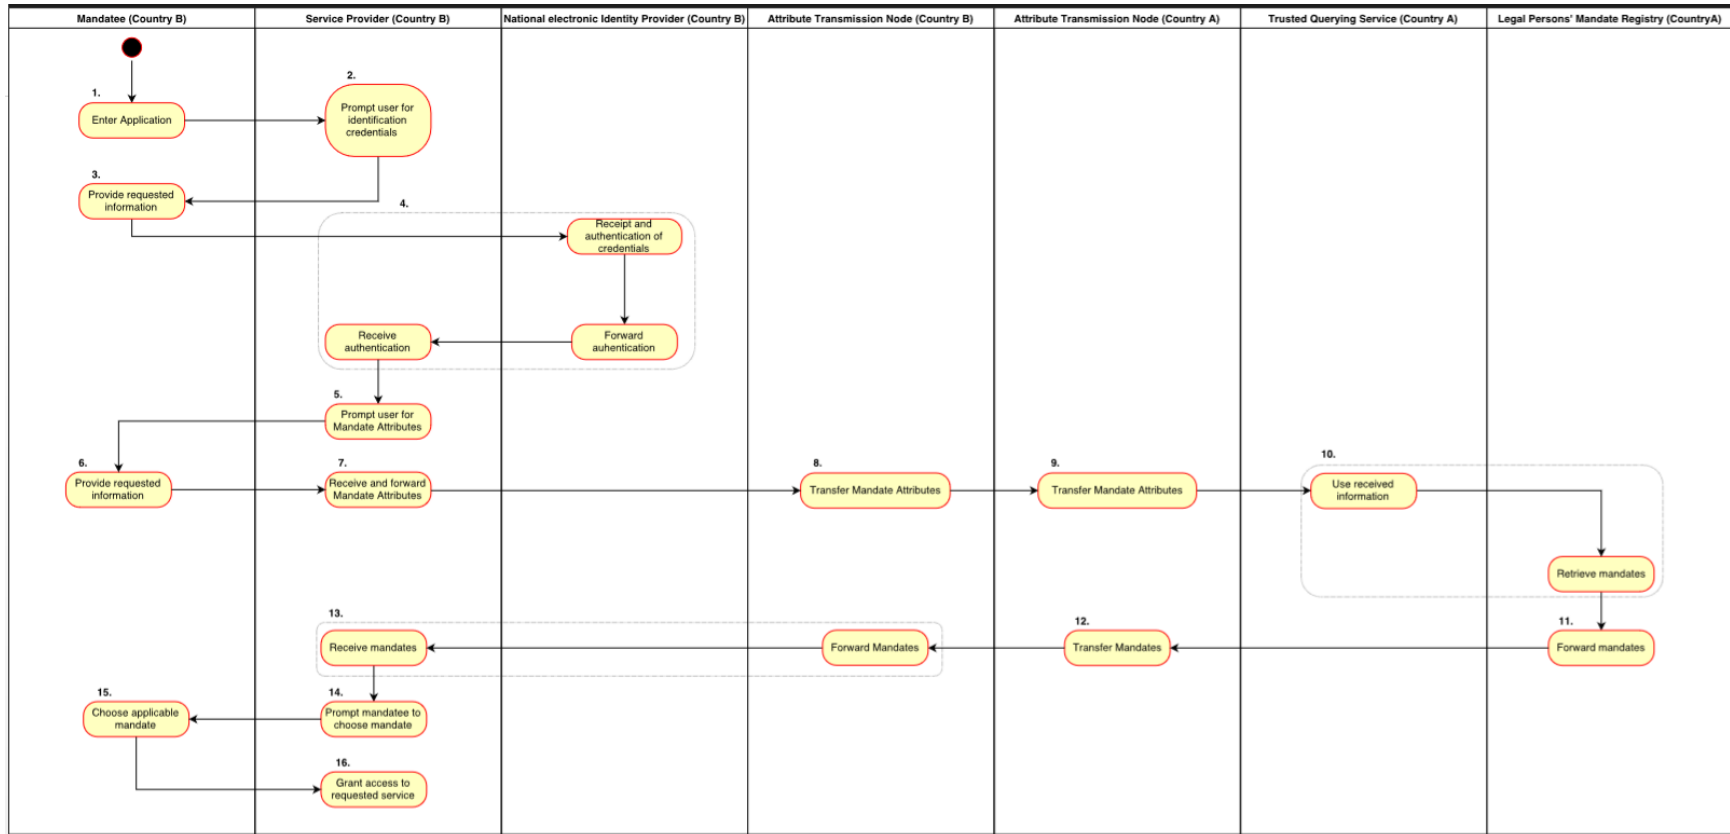 Mandatee (Country B)
Service Provider (Country B)
National electronic Identity Provider (Country B)
Attribute Transmission Node (Country B)
Attribute Transmission Node (Country A)
Trusted Querying Service (Country A)
Legal Persons' Mandate Registry (CountryA)
1.
Enter Application
2.
Prompt user for
identification
credentials
3.
Provide requested
information
4.
Receipt and
authentication of
credentials
Forward
auhentication
Receive
authentication
5.
Prompt user for
Mandate Attributes
6.
Provide requested
information
7.
Receive and forward
Mandate Attributes
8.
Transfer Mandate Attributes
9.
Transfer Mandate Attributes
10.
Use received
information
Retrieve mandates
11.
Forward mandates
12.
Transfer Mandates
13.
Forward Mandates
Receive mandates
14.
Prompt mandatee to
choose mandate
15.
Choose applicable
mandate
16.
Grant access to
requested service